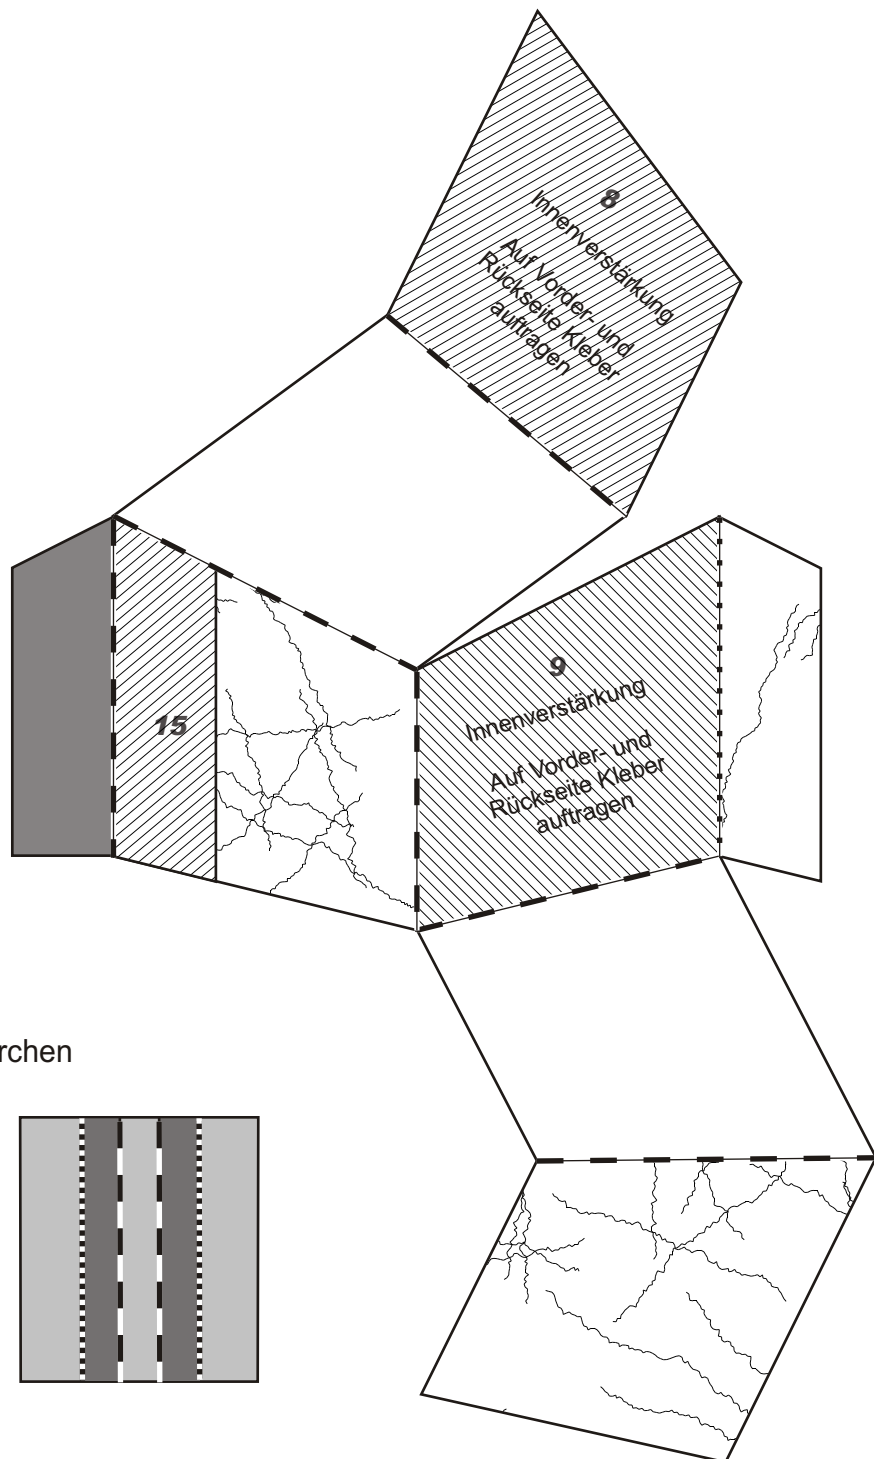 8
Innenverstärkung
Auf Vorder- und
Rückseite Kleber
auftragen
9
Innenverstärkung
Auf Vorder- und
Rückseite Kleber
auftragen
15
rchen